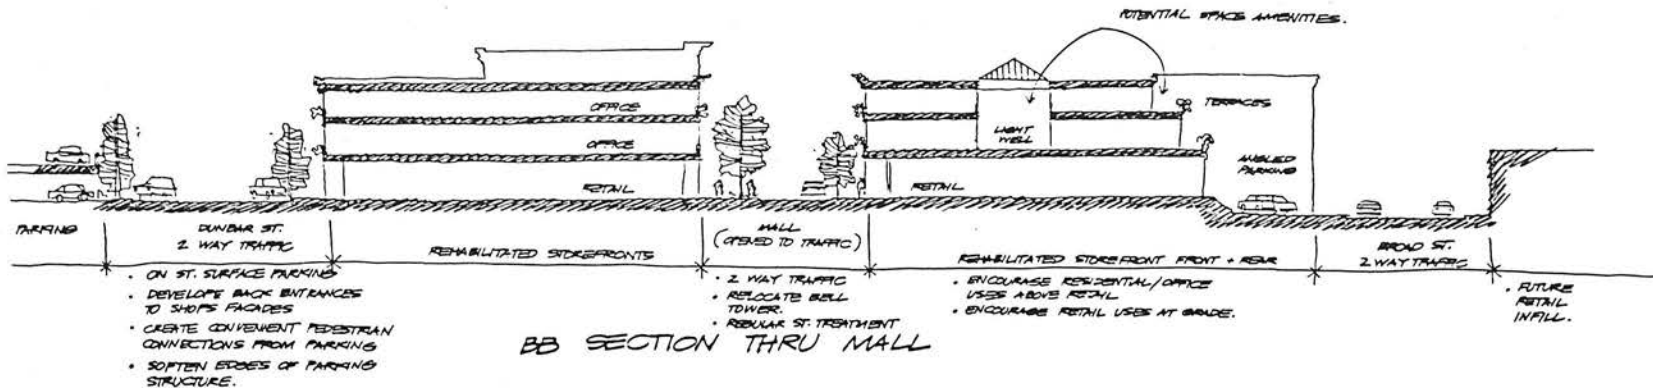 POTENTIAL SPACE AMENITIES.
OFFICE
OFFICE
RETAIL
LIGHT
WELL
TERRACES
ANGLED
PARKING
RETAIL
PARKING
DUNBAR ST.
2 WAY TRAFFIC
REHABILITATED STOREFRONTS
MALL
(OPENED TO TRAFFIC)
REHABILITATED STOREFRONT FRONT + REAR
BROAD ST.
2 WAY TRAFFIC
• ON ST. SURFACE PARKING
• DEVELOPE BACK ENTRANCES
TO SHOPS FACADES
• CREATE CONVENIENT PEDESTRIAN
CONNECTIONS FROM PARKING
• SOFTEN EDGES OF PARKING
STRUCTURE.
• 2 WAY TRAFFIC
• RELOCATE BELL
TOWER.
• REGULAR ST. TREATMENT
• ENCOURAGE RESIDENTIAL/OFFICE
USES ABOVE RETAIL
• ENCOURAGE RETAIL USES AT GRADE.
• FUTURE
RETAIL
INFILL.
BB SECTION THRU MALL